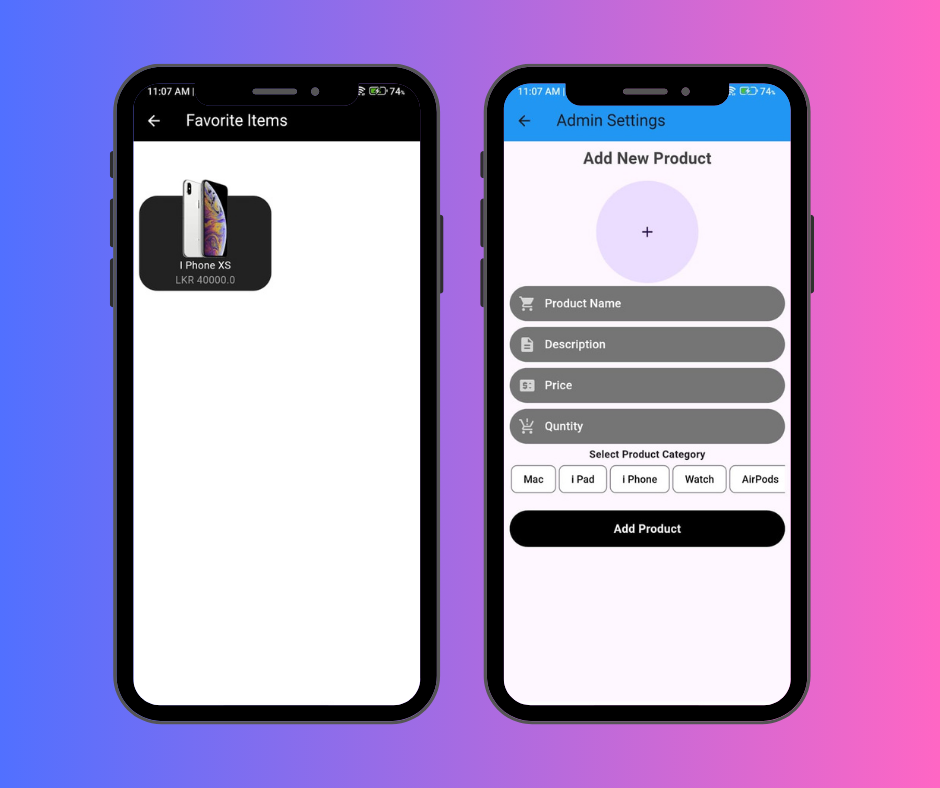 11:07 AM |
74%
Favorite Items
I Phone XS
LKR 40000.0
11:07 AM |
74%
Admin Settings
Add New Product
+
Product Name
Description
Price
Quntity
Select Product Category
Mac
i Pad
i Phone
Watch
AirPods
Add Product